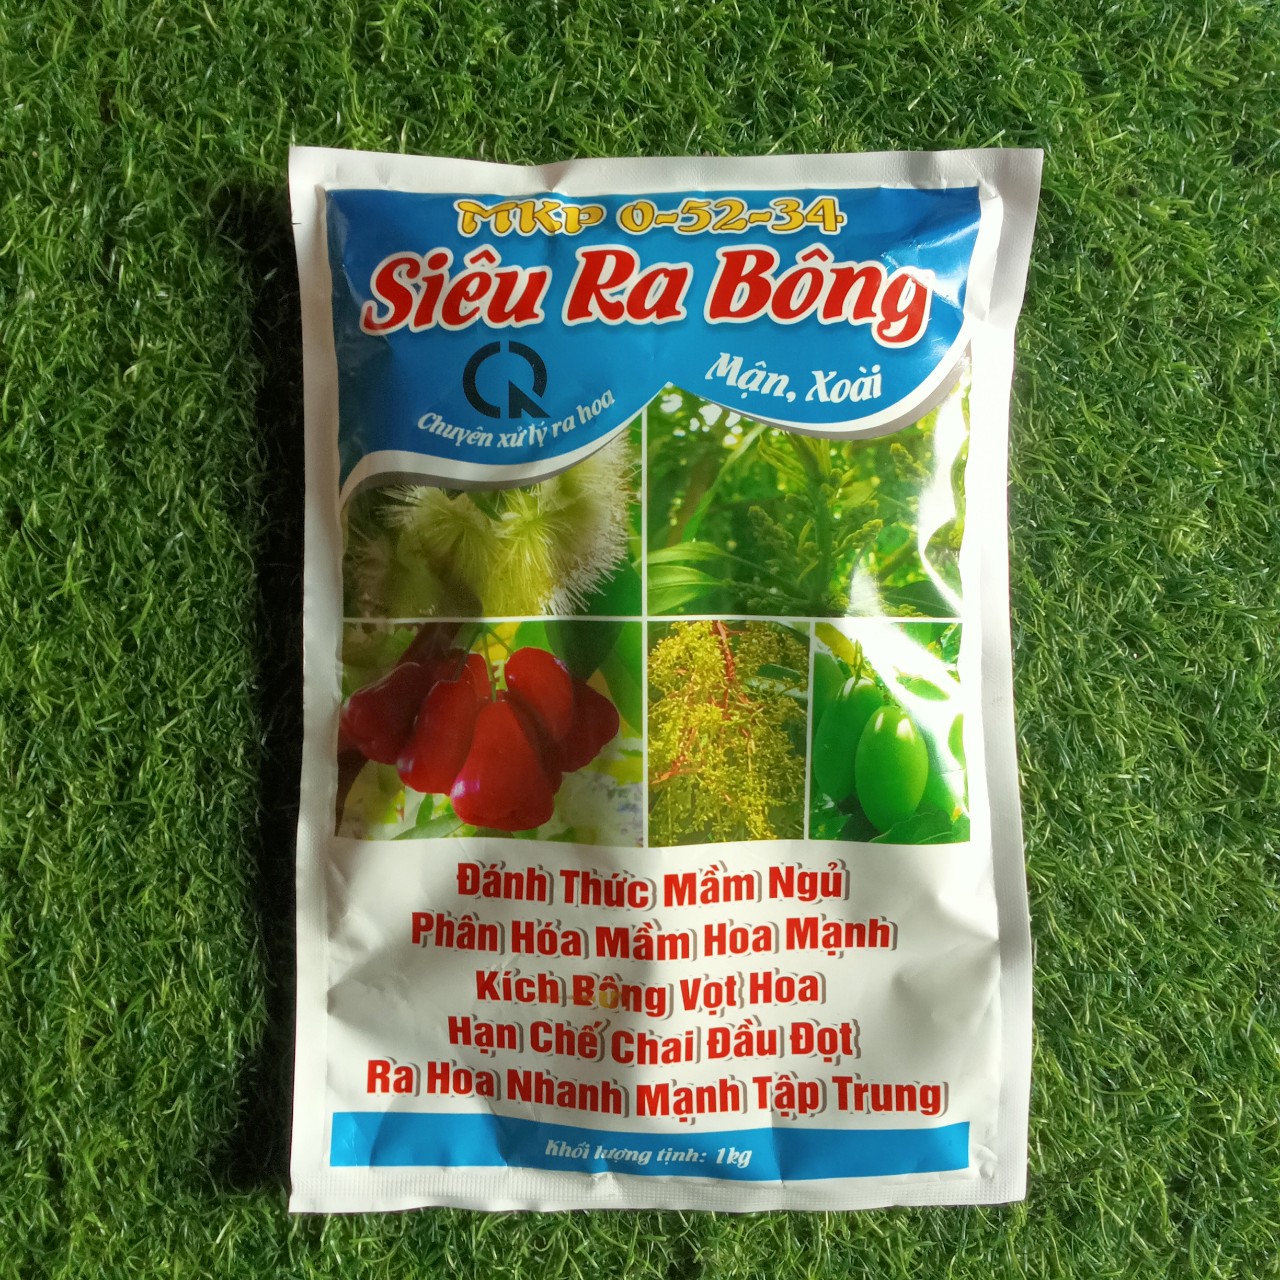 MKP 0-52-34
Siêu Ra Bông
Mận, Xoài
CR
Chuyên xử lý ra hoa
Đánh Thức Mầm Ngủ
Phân Hóa Mầm Hoa Mạnh
Kích Bông Vọt Hoa
Hạn Chế Chai Đầu Đọt
Ra Hoa Nhanh Mạnh Tập Trung
Khối lượng tịnh: 1kg